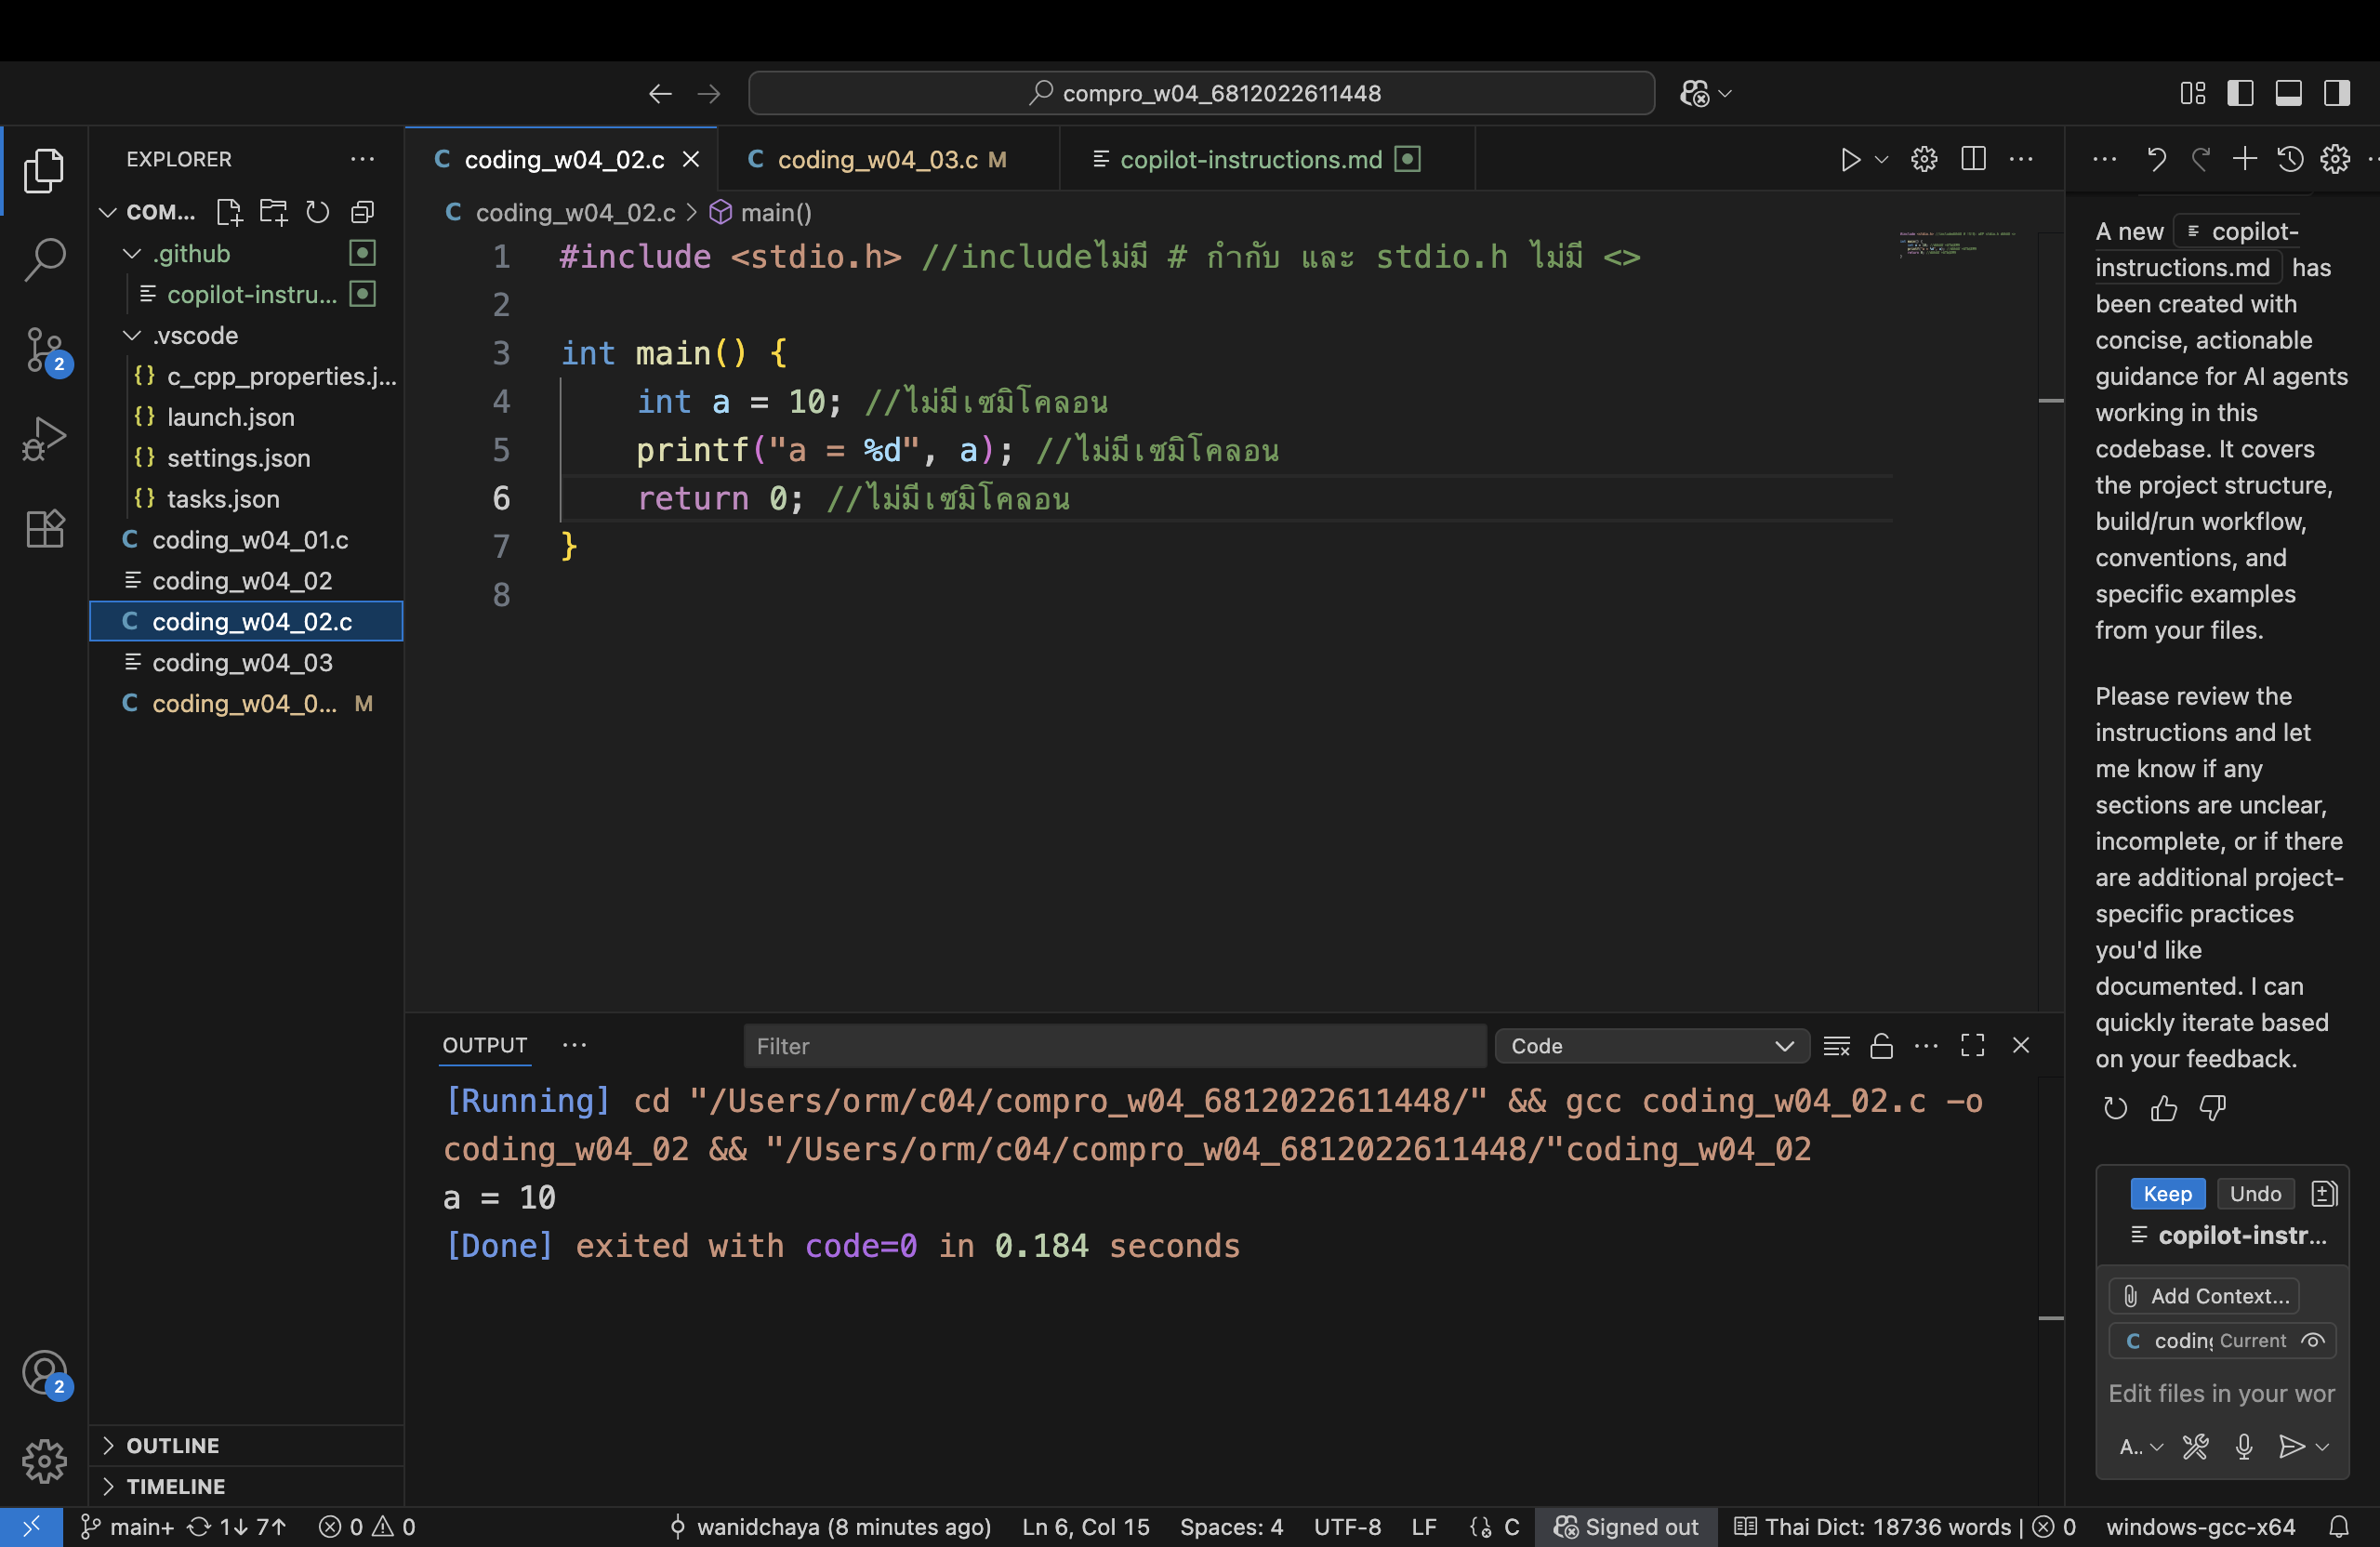 compro_w04_6812022611448
EXPLORER
COM...
.github
copilot-instru...
.vscode
{} c_cpp_properties.j...
{} launch.json
{} settings.json
{} tasks.json
C coding_w04_01.c
coding_w04_02
C coding_w04_02.c
coding_w04_03
C coding_w04_0... M
OUTLINE
TIMELINE
2
2
C coding_w04_02.c
C coding_w04_03.c M
copilot-instructions.md
C coding_w04_02.c > main()
1 #include <stdio.h> //includeไม่มี # กำกับ และ stdio.h ไม่มี <>
2
3 int main() {
4 int a = 10; //ไม่มีเซมิโคลอน
5 printf("a = %d", a); //ไม่มีเซมิโคลอน
6 return 0; //ไม่มีเซมิโคลอน
7 }
8
OUTPUT
Filter
Code
[Running] cd "/Users/orm/c04/compro_w04_6812022611448/" && gcc coding_w04_02.c -o
coding_w04_02 && "/Users/orm/c04/compro_w04_6812022611448/"coding_w04_02
a = 10
[Done] exited with code=0 in 0.184 seconds
A new copilot-
instructions.md has
been created with
concise, actionable
guidance for AI agents
working in this
codebase. It covers
the project structure,
build/run workflow,
conventions, and
specific examples
from your files.
Please review the
instructions and let
me know if any
sections are unclear,
incomplete, or if there
are additional project-
specific practices
you'd like
documented. I can
quickly iterate based
on your feedback.
Keep Undo
copilot-instr...
Add Context...
C coding Current
Edit files in your wor
A..
main+ 1↓ 7↑ 0 0 wanidchaya (8 minutes ago) Ln 6, Col 15 Spaces: 4 UTF-8 LF {} C Signed out Thai Dict: 18736 words | 0 windows-gcc-x64